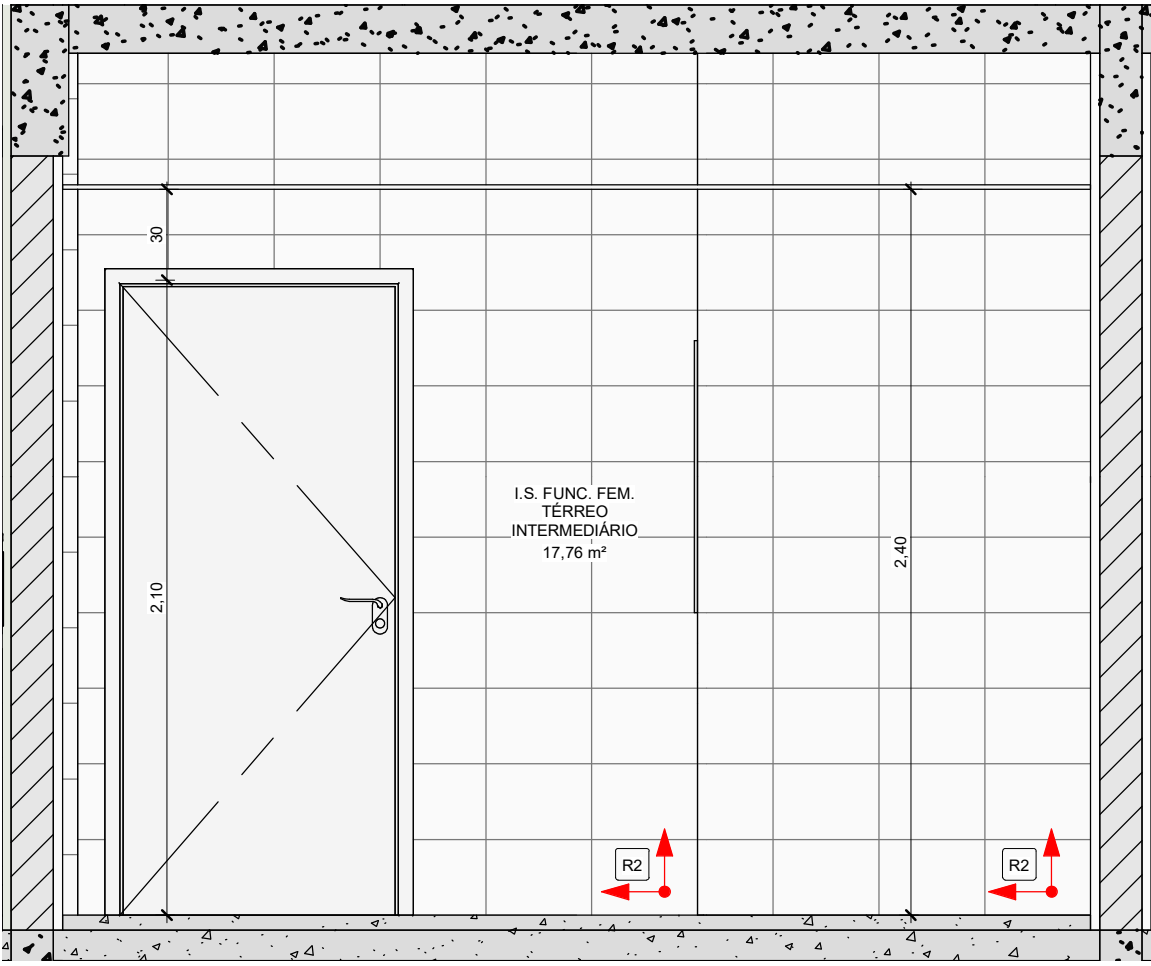 30
I.S. FUNC. FEM.
TÉRREO
INTERMEDIÁRIO
17,76 m²
2,40
2,10
R2
R2